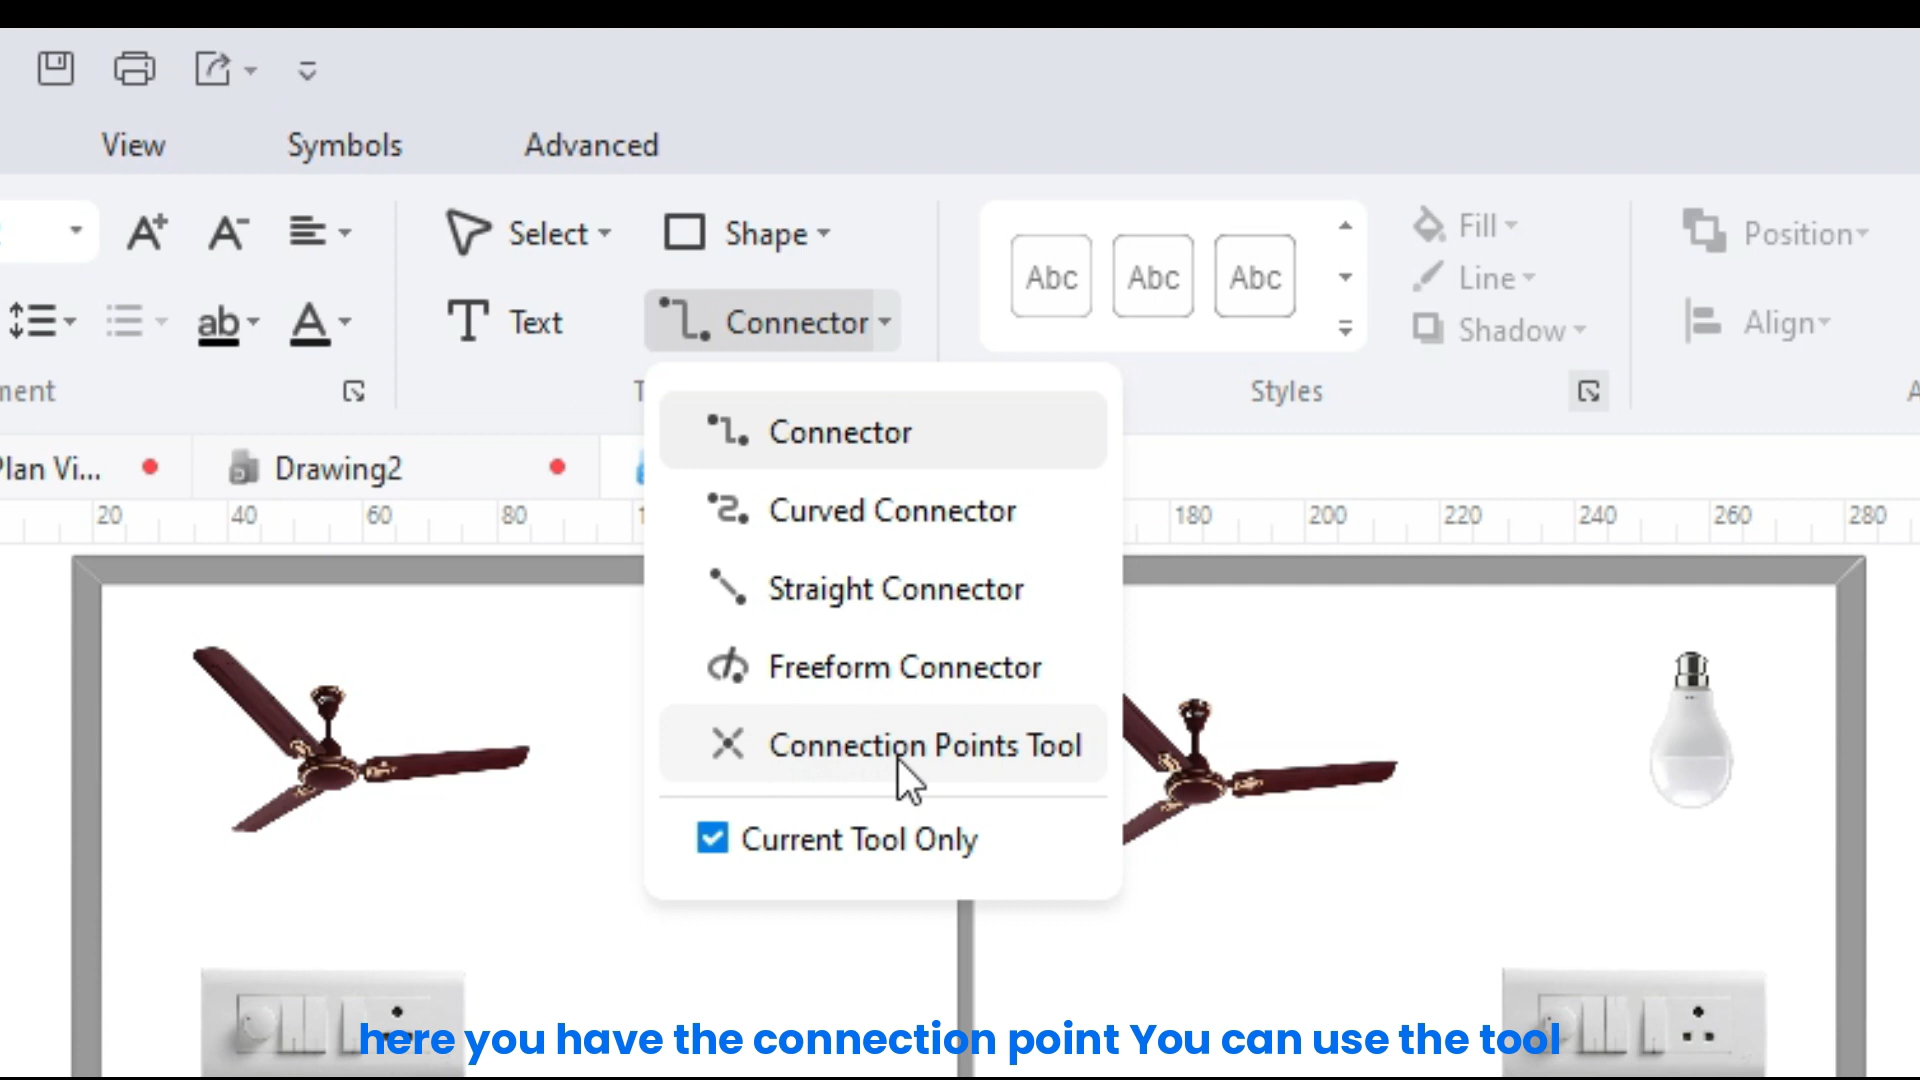 View Symbols Advanced
A+ A- Select Shape
ab A T Text Connector
Abc Abc Abc
Fill
Line
Shadow
Position
Align
Styles
Connector
Curved Connector
Straight Connector
Freeform Connector
Connection Points Tool
Current Tool Only
Plan Vi... Drawing2
20 40 60 80 180 200 220 240 260 280
here you have the connection point You can use the tool